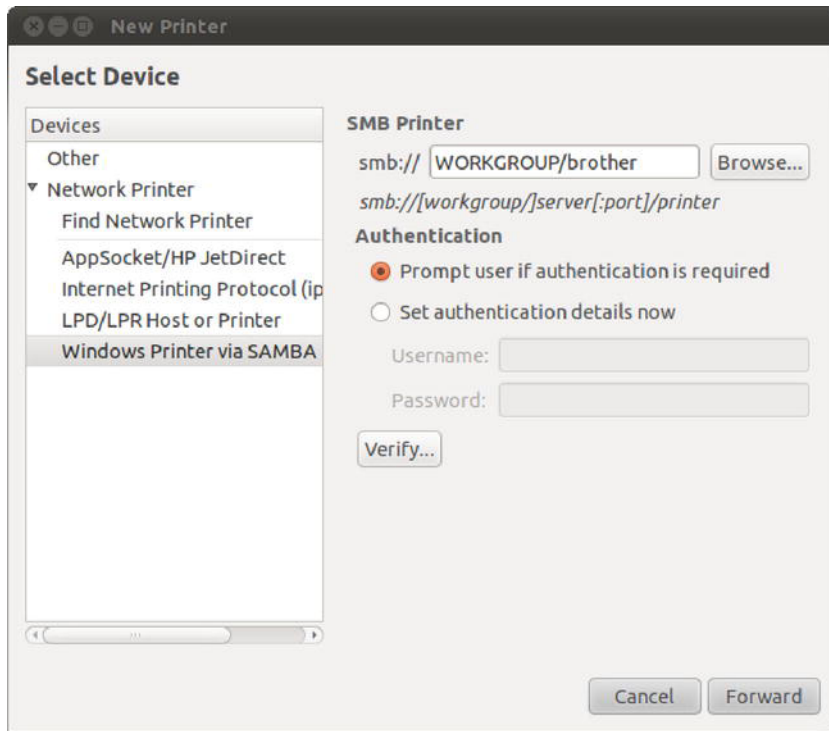 New Printer
Select Device
Devices
Other
Network Printer
Find Network Printer
AppSocket/HP JetDirect
Internet Printing Protocol (ip
LPD/LPR Host or Printer
Windows Printer via SAMBA
SMB Printer
smb:// WORKGROUP/brother Browse...
smb://[workgroup/]server[:port]/printer
Authentication
Prompt user if authentication is required
Set authentication details now
Username:
Password:
Verify...
Cancel Forward